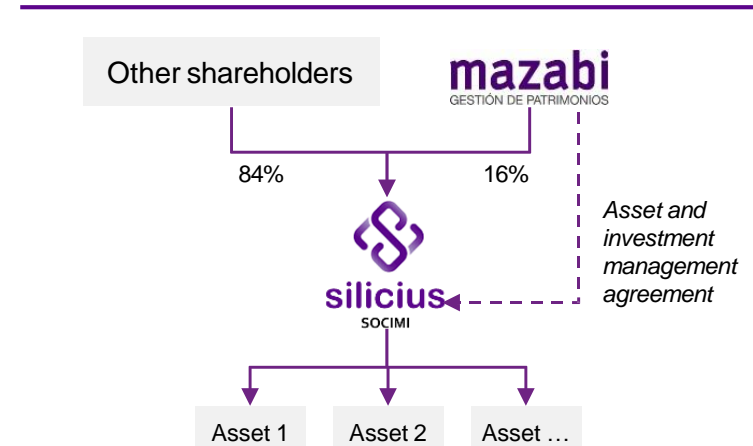 Other shareholders
mazabi
GESTIÓN DE PATRIMONIOS
84%
16%
Asset and
investment
management
agreement
silicius
SOCIMI
Asset 1
Asset 2
Asset …